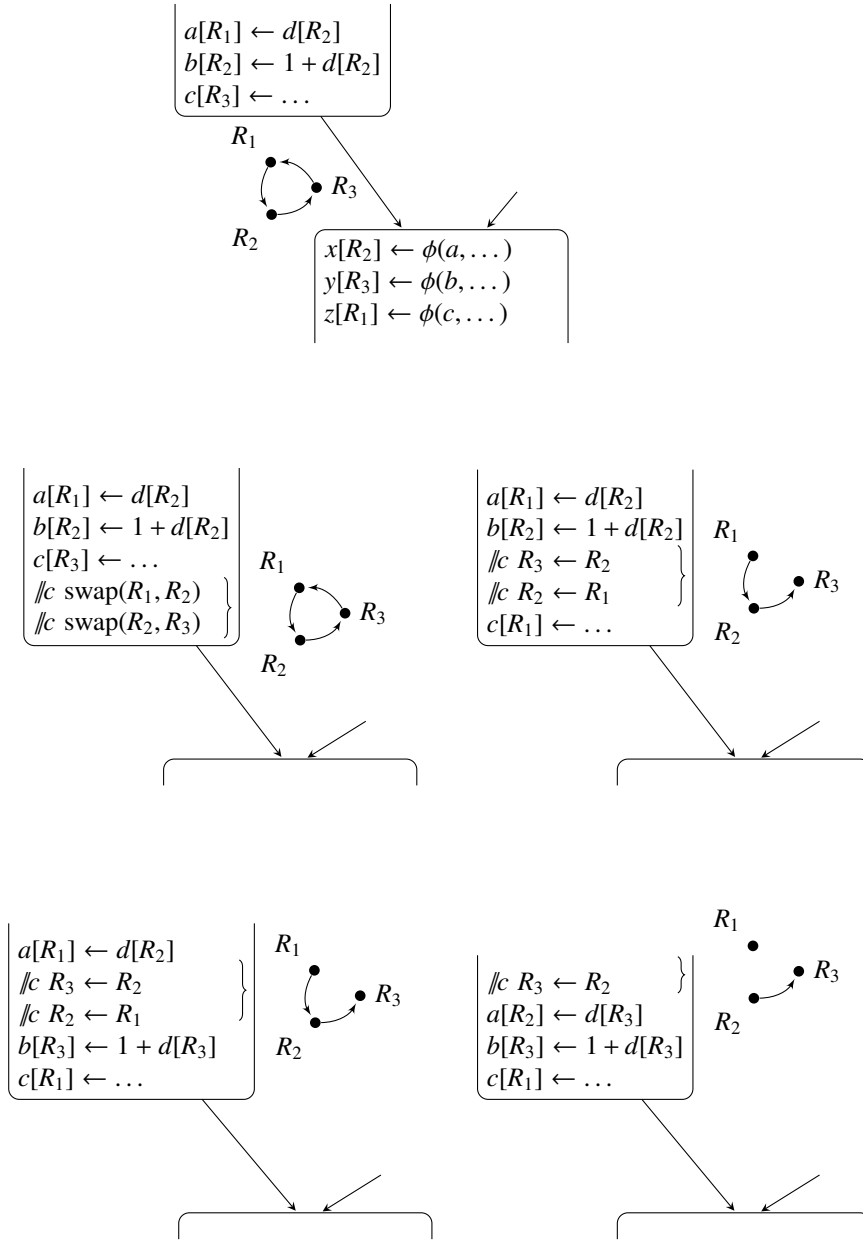 a[R₁] ← d[R₂]
b[R₂] ← 1 + d[R₂]
c[R₃] ← ...
R₁
R₃
R₂
x[R₂] ← ϕ(a, ...)
y[R₃] ← ϕ(b, ...)
z[R₁] ← ϕ(c, ...)
a[R₁] ← d[R₂]
b[R₂] ← 1 + d[R₂]
c[R₃] ← ...
//c swap(R₁, R₂)
//c swap(R₂, R₃)
R₁
R₃
R₂
a[R₁] ← d[R₂]
b[R₂] ← 1 + d[R₂]
//c R₃ ← R₂
//c R₂ ← R₁
c[R₁] ← ...
R₁
R₃
R₂
a[R₁] ← d[R₂]
//c R₃ ← R₂
//c R₂ ← R₁
b[R₃] ← 1 + d[R₃]
c[R₁] ← ...
R₁
R₃
R₂
//c R₃ ← R₂
a[R₂] ← d[R₃]
b[R₃] ← 1 + d[R₃]
c[R₁] ← ...
R₁
R₃
R₂